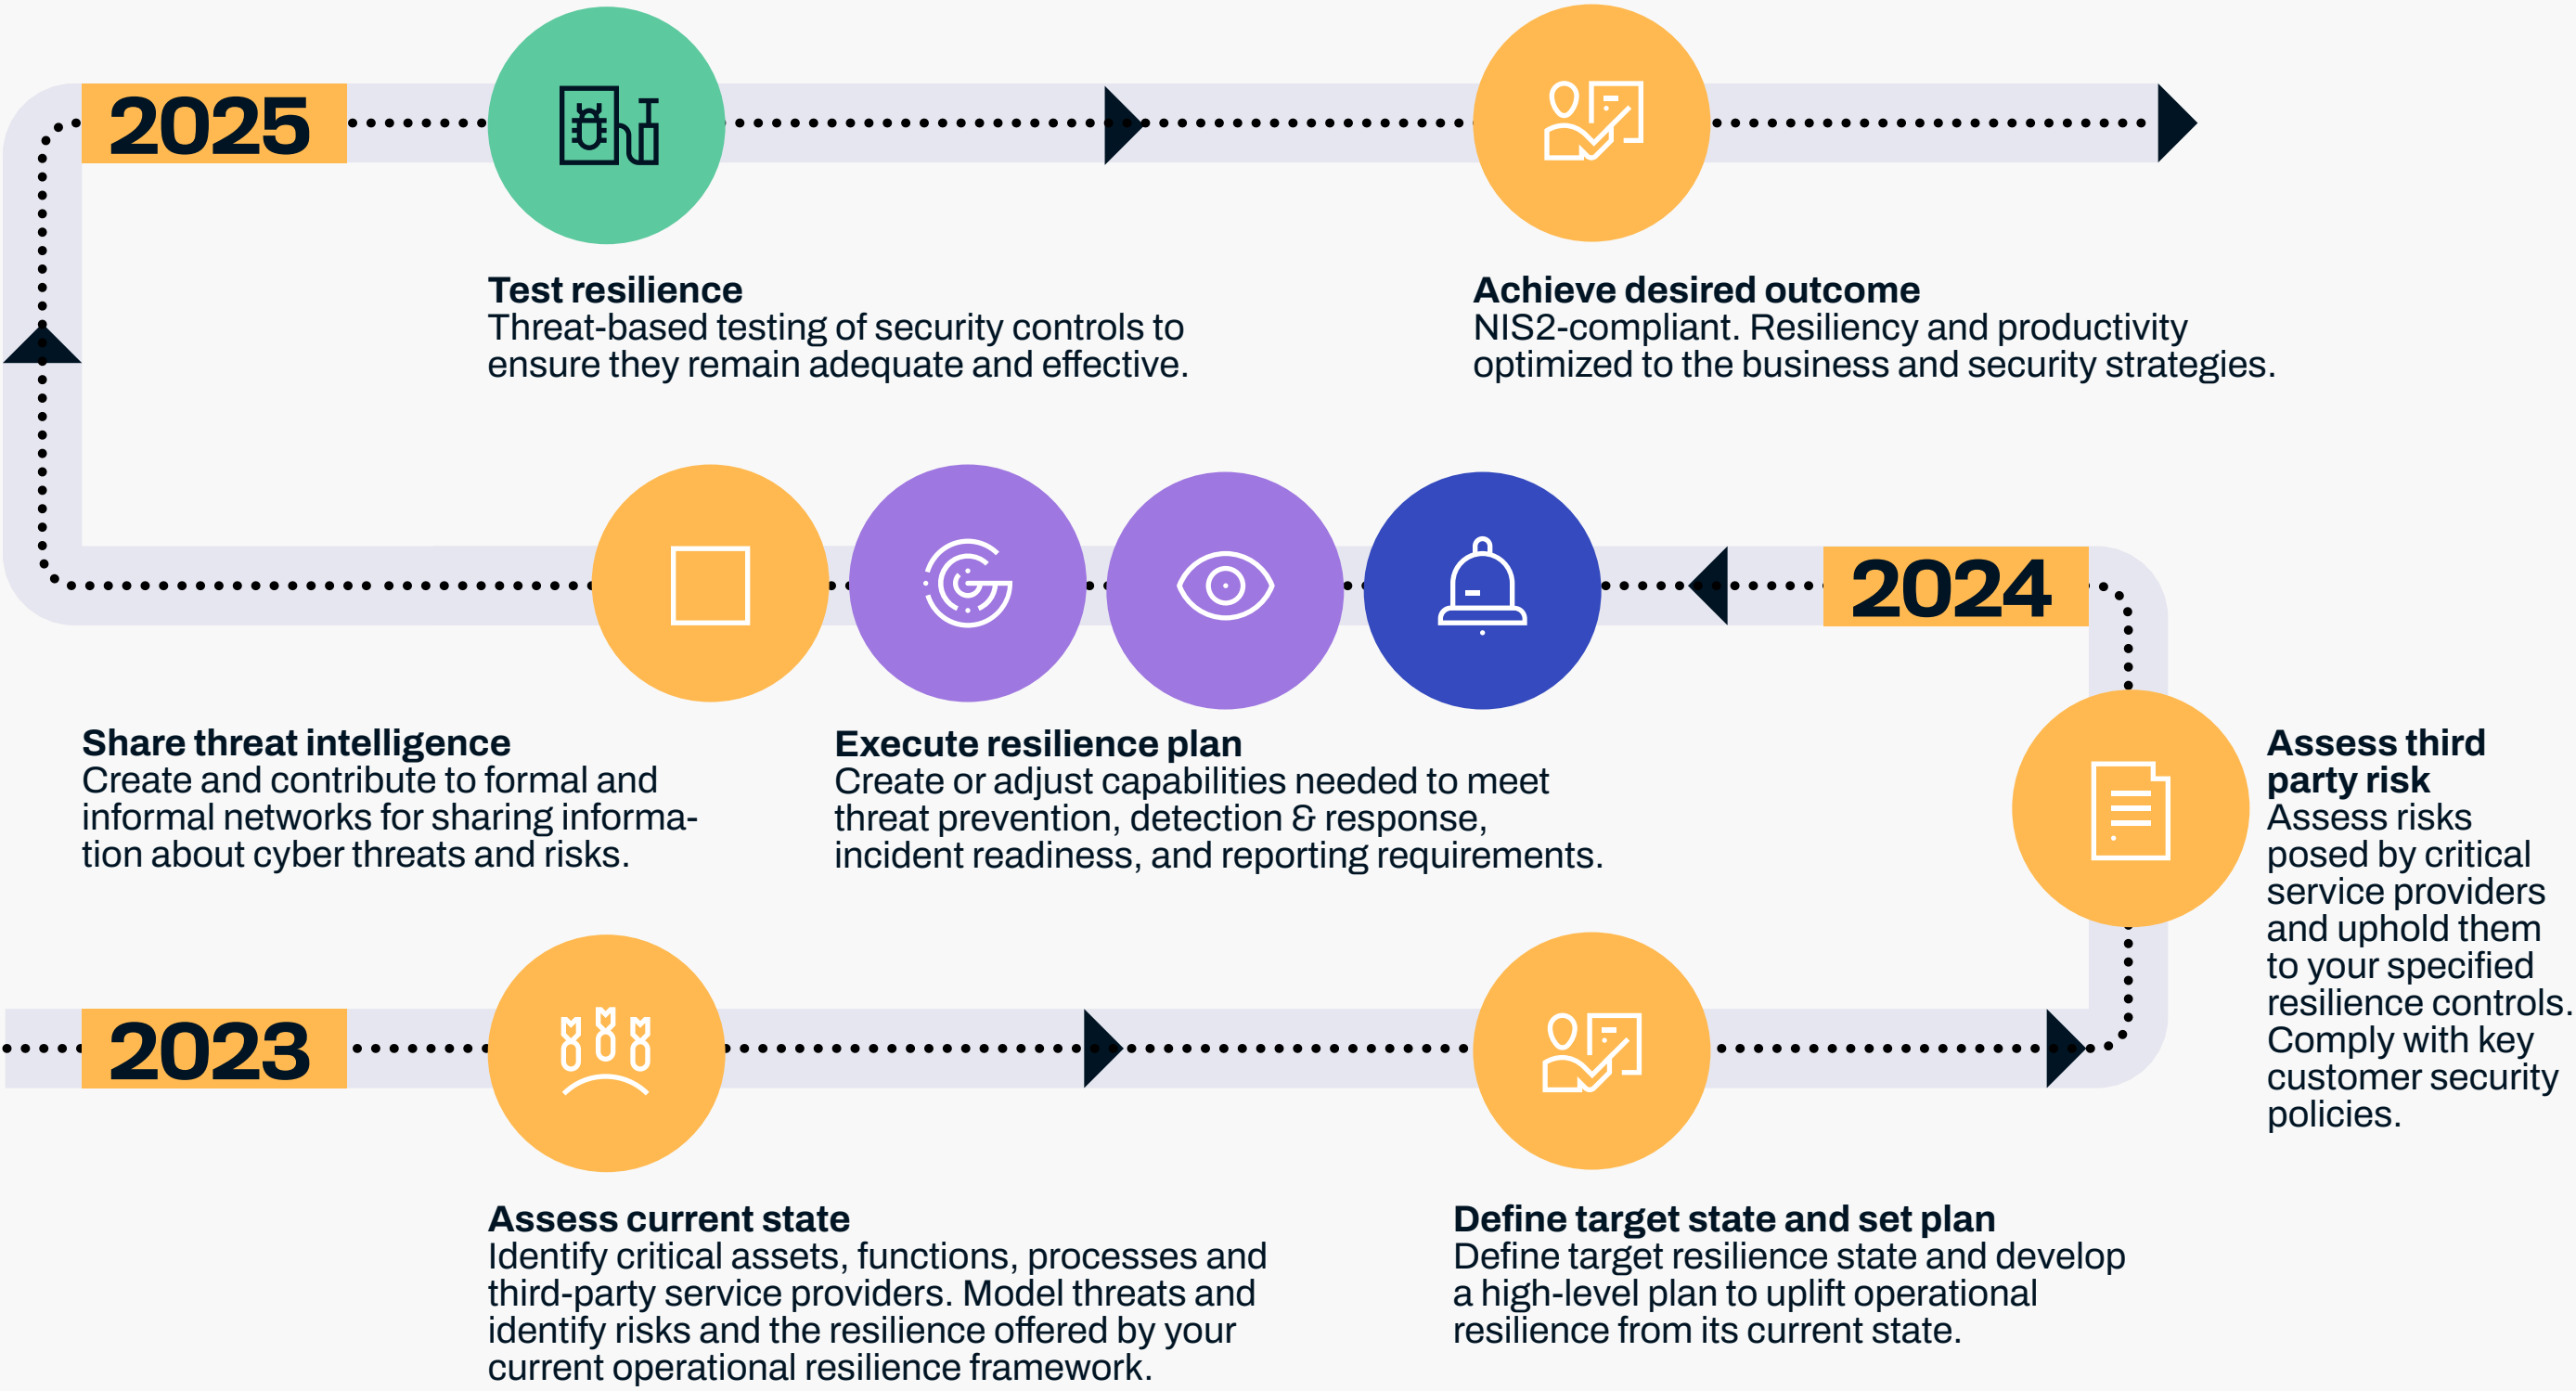 2025
Test resilience
Threat-based testing of security controls to
ensure they remain adequate and effective.
Achieve desired outcome
NIS2-compliant. Resiliency and productivity
optimized to the business and security strategies.
2024
Share threat intelligence
Create and contribute to formal and
informal networks for sharing informa-
tion about cyber threats and risks.
Execute resilience plan
Create or adjust capabilities needed to meet
threat prevention, detection & response,
incident readiness, and reporting requirements.
Assess third
party risk
Assess risks
posed by critical
service providers
and uphold them
to your specified
resilience controls.
Comply with key
customer security
policies.
2023
Assess current state
Identify critical assets, functions, processes and
third-party service providers. Model threats and
identify risks and the resilience offered by your
current operational resilience framework.
Define target state and set plan
Define target resilience state and develop
a high-level plan to uplift operational
resilience from its current state.